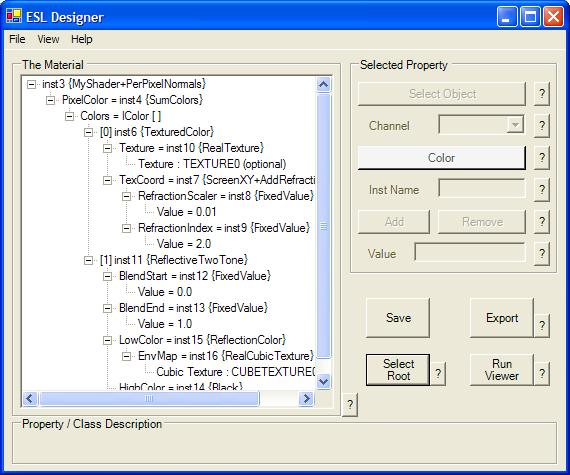 ESL Designer
File View Help
The Material
inst3 {MyShader+PerPixelNormals}
PixelColor = inst4 {SumColors}
Colors = IColor [ ]
[0] inst6 {TexturedColor}
Texture = inst10 {RealTexture}
Texture : TEXTURE0 (optional)
TexCoord = inst7 {ScreenXY+AddRefracti
RefractionScaler = inst8 {FixedValue}
Value = 0.01
RefractionIndex = inst9 {FixedValue}
Value = 2.0
[1] inst11 {ReflectiveTwoTone}
BlendStart = inst12 {FixedValue}
Value = 0.0
BlendEnd = inst13 {FixedValue}
Value = 1.0
LowColor = inst15 {ReflectionColor}
EnvMap = inst16 {RealCubicTexture}
Cubic Texture : CUBETEXTURE0
HighColor = inst14 {Black}
?
Selected Property
Select Object ?
Channel ?
Color ?
Inst Name ?
Add Remove ?
Value ?
Save Export ?
Select Root ? Run Viewer ?
Property / Class Description